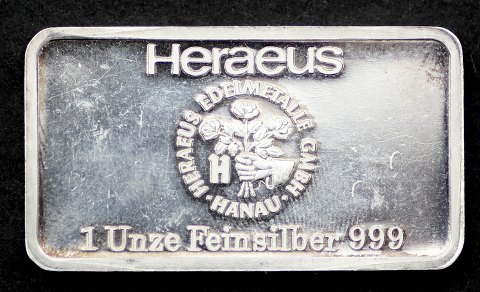 Heraeus
HERAEUS EDELMETALLE GMBH · HANAU ·
H
1 Unze Feinsilber 999